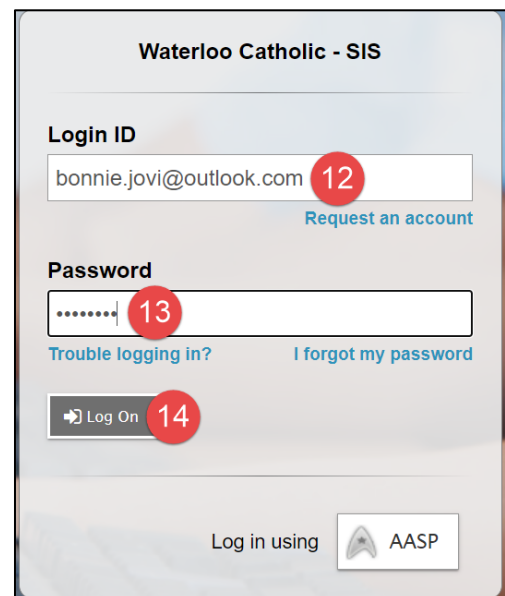 Waterloo Catholic - SIS
Login ID
bonnie.jovi@outlook.com 12
Request an account
Password
•••••••• 13
Trouble logging in? I forgot my password
Log On 14
Log in using AASP